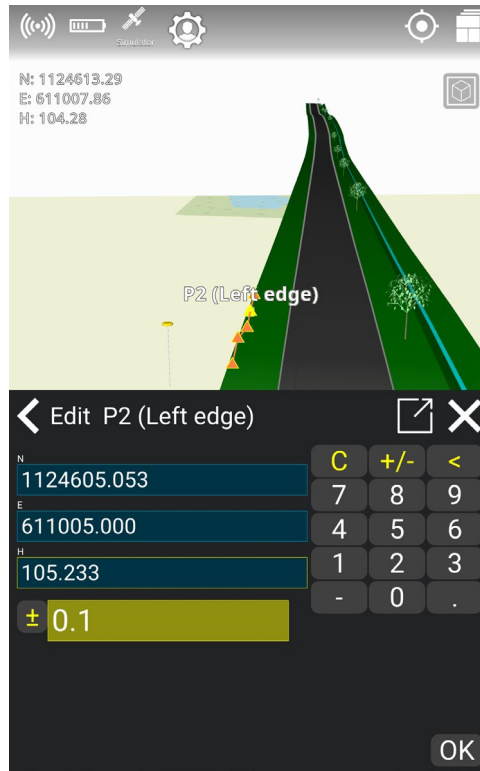 Simulator
N: 1124613.29
E: 611007.86
H: 104.28
P2 (Left edge)
Edit P2 (Left edge)
N
1124605.053
E
611005.000
H
105.233
± 0.1
C +/- <
7 8 9
4 5 6
1 2 3
- 0 .
OK